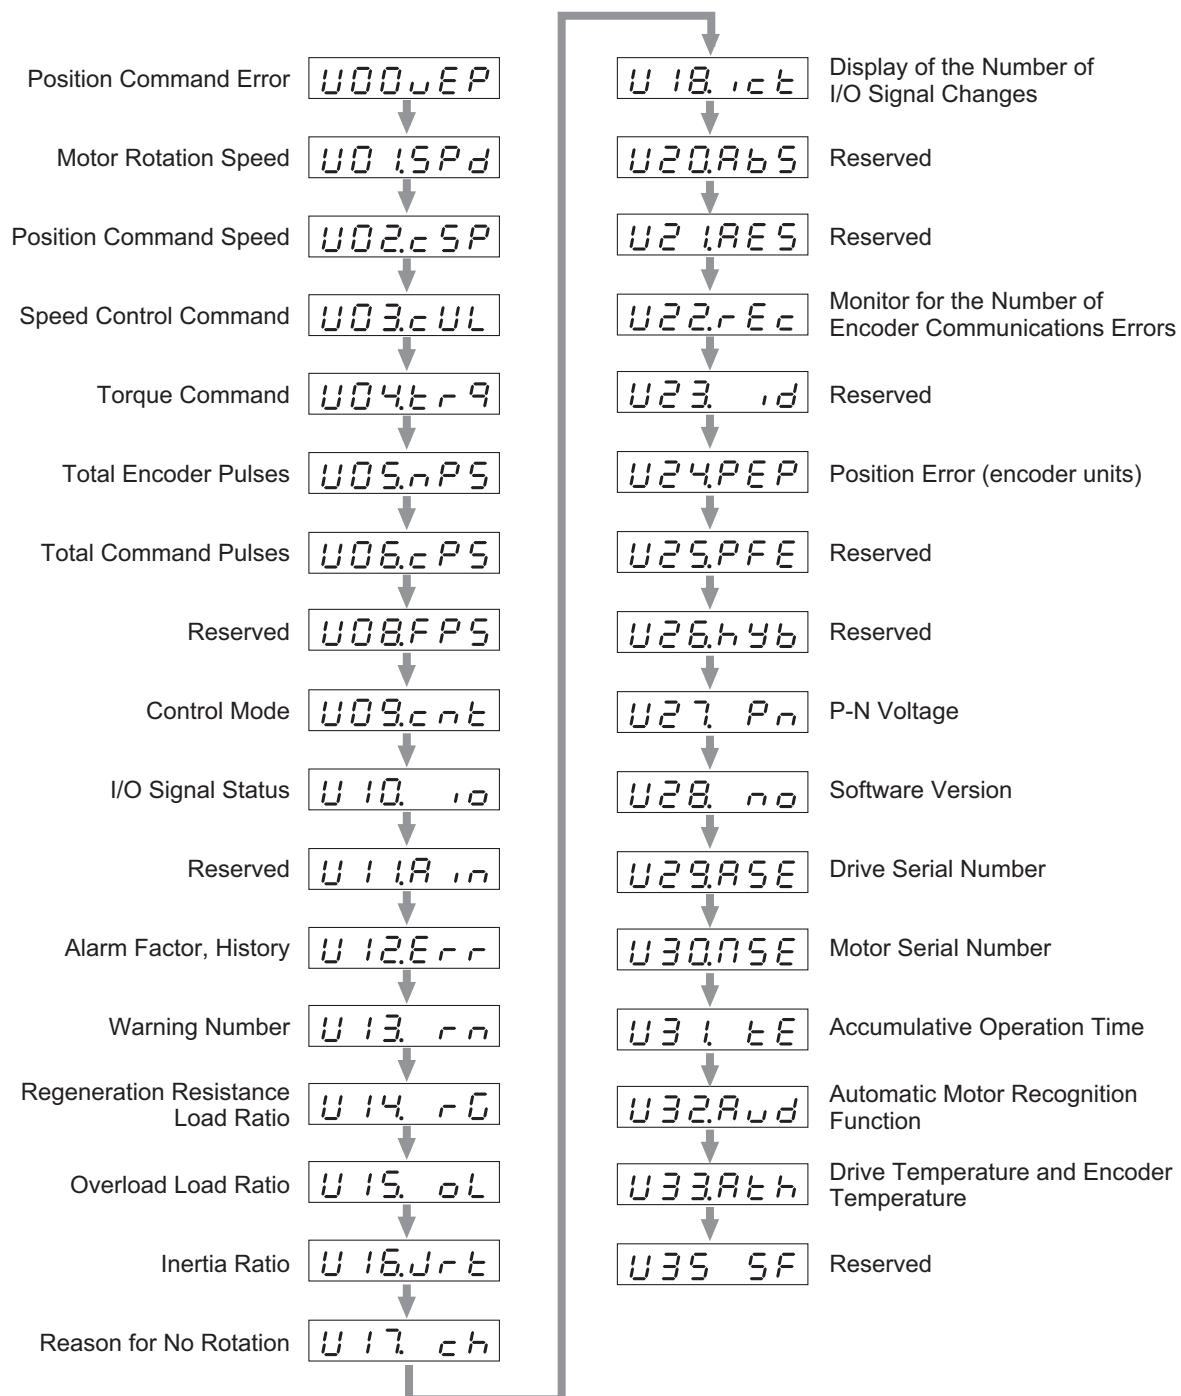 Position Command Error U00uEP
Motor Rotation Speed U01.SPd
Position Command Speed U02.cSP
Speed Control Command U03.cUL
Torque Command U04.trq
Total Encoder Pulses U05.nPS
Total Command Pulses U06.cPS
Reserved U08.FPS
Control Mode U09.cnt
I/O Signal Status U10. io
Reserved U11.Ain
Alarm Factor, History U12.Err
Warning Number U13. rn
Regeneration Resistance
Load Ratio U14. rG
Overload Load Ratio U15. oL
Inertia Ratio U16.Jrt
Reason for No Rotation U17. ch
U18. ict Display of the Number of
I/O Signal Changes
U20.AbS Reserved
U21.AES Reserved
U22.rEc Monitor for the Number of
Encoder Communications Errors
U23. id Reserved
U24.PEP Position Error (encoder units)
U25.PFE Reserved
U26.hyb Reserved
U27. Pn P-N Voltage
U28. no Software Version
U29.ASE Drive Serial Number
U30.MSE Motor Serial Number
U31. tE Accumulative Operation Time
U32.Aud Automatic Motor Recognition
Function
U33.Ath Drive Temperature and Encoder
Temperature
U35 SF Reserved